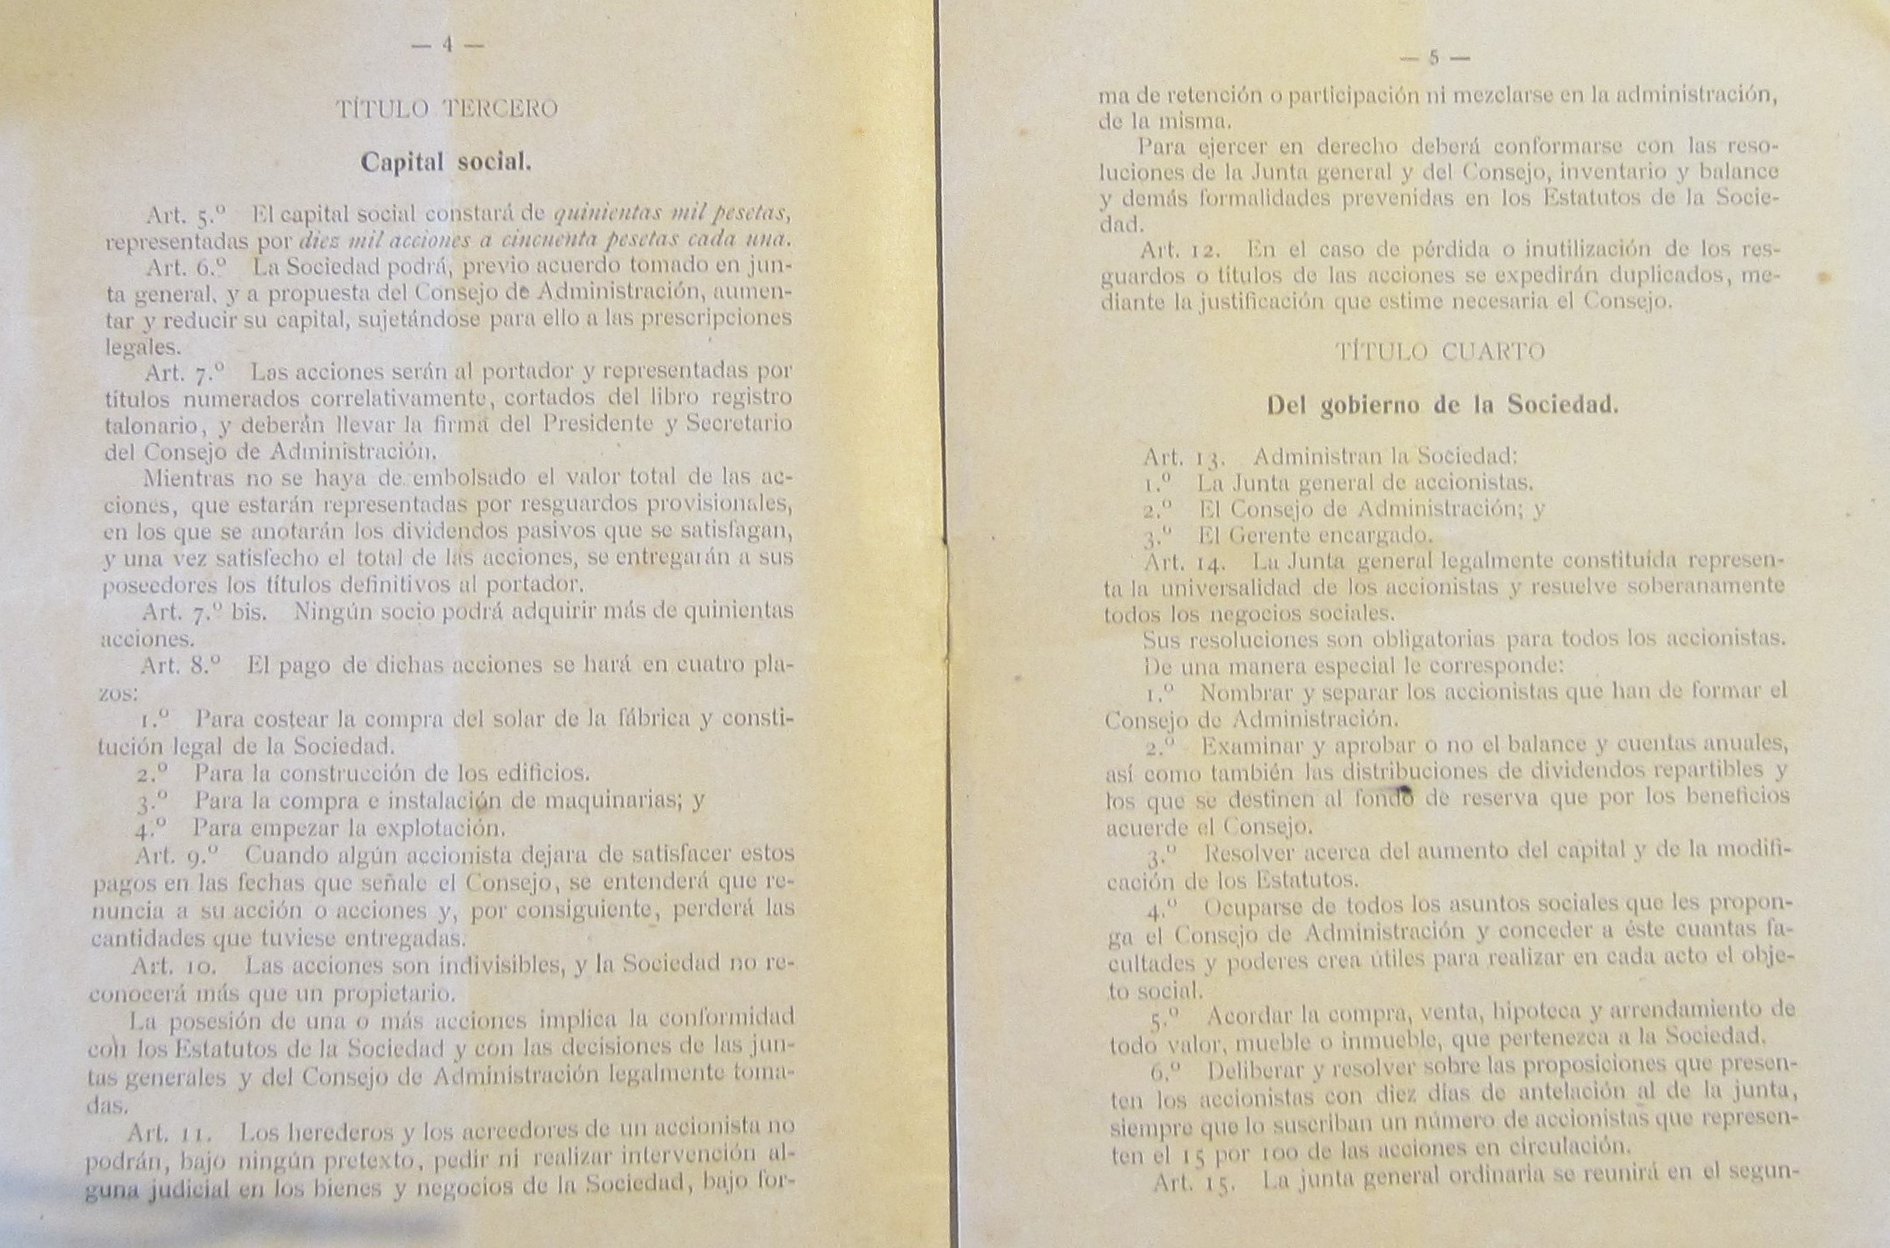 — 4 —
TÍTULO TERCERO
Capital social.
Art. 5.º El capital social constará de quinientas mil pesetas,
representadas por diez mil acciones a cincuenta pesetas cada una.
Art. 6.º La Sociedad podrá, previo acuerdo tomado en jun-
ta general, y a propuesta del Consejo de Administración, aumen-
tar y reducir su capital, sujetándose para ello a las prescripciones
legales.
Art. 7.º Las acciones serán al portador y representadas por
títulos numerados correlativamente, cortados del libro registro
talonario, y deberán llevar la firma del Presidente y Secretario
del Consejo de Administración.
Mientras no se haya de embolsado el valor total de las ac-
ciones, que estarán representadas por resguardos provisionales,
en los que se anotarán los dividendos pasivos que se satisfagan,
y una vez satisfecho el total de las acciones, se entregarán a sus
poseedores los títulos definitivos al portador.
Art. 7.º bis. Ningún socio podrá adquirir más de quinientas
acciones.
Art. 8.º El pago de dichas acciones se hará en cuatro pla-
zos:
1.º Para costear la compra del solar de la fábrica y consti-
tución legal de la Sociedad.
2.º Para la construcción de los edificios.
3.º Para la compra e instalación de maquinarias; y
4.º Para empezar la explotación.
Art. 9.º Cuando algún accionista dejara de satisfacer estos
pagos en las fechas que señale el Consejo, se entenderá que re-
nuncia a su acción o acciones y, por consiguiente, perderá las
cantidades que tuviese entregadas.
Art. 10. Las acciones son indivisibles, y la Sociedad no re-
conocerá más que un propietario.
La posesión de una o más acciones implica la conformidad
con los Estatutos de la Sociedad y con las decisiones de las jun-
tas generales y del Consejo de Administración legalmente toma-
das.
Art. 11. Los herederos y los acreedores de un accionista no
podrán, bajo ningún pretexto, pedir ni realizar intervención al-
guna judicial en los bienes y negocios de la Sociedad, bajo for-
— 5 —
ma de retención o participación ni mezclarse en la administración,
de la misma.
Para ejercer en derecho deberá conformarse con las reso-
luciones de la Junta general y del Consejo, inventario y balance
y demás formalidades prevenidas en los Estatutos de la Socie-
dad.
Art. 12. En el caso de pérdida o inutilización de los res-
guardos o títulos de las acciones se expedirán duplicados, me-
diante la justificación que estime necesaria el Consejo.
TÍTULO CUARTO
Del gobierno de la Sociedad.
Art. 13. Administran la Sociedad:
1.º La Junta general de accionistas.
2.º El Consejo de Administración; y
3.º El Gerente encargado.
Art. 14. La Junta general legalmente constituída represen-
ta la universalidad de los accionistas y resuelve soberanamente
todos los negocios sociales.
Sus resoluciones son obligatorias para todos los accionistas.
De una manera especial le corresponde:
1.º Nombrar y separar los accionistas que han de formar el
Consejo de Administración.
2.º Examinar y aprobar o no el balance y cuentas anuales,
así como también las distribuciones de dividendos repartibles y
los que se destinen al fondo de reserva que por los beneficios
acuerde el Consejo.
3.º Resolver acerca del aumento del capital y de la modifi-
cación de los Estatutos.
4.º Ocuparse de todos los asuntos sociales que les propon-
ga el Consejo de Administración y conceder a éste cuantas fa-
cultades y poderes crea útiles para realizar en cada acto el obje-
to social.
5.º Acordar la compra, venta, hipoteca y arrendamiento de
todo valor, mueble o inmueble, que pertenezca a la Sociedad.
6.º Deliberar y resolver sobre las proposiciones que presen-
ten los accionistas con diez días de antelación al de la junta,
siempre que lo suscriban un número de accionistas que represen-
ten el 15 por 100 de las acciones en circulación.
Art. 15. La junta general ordinaria se reunirá en el segun-